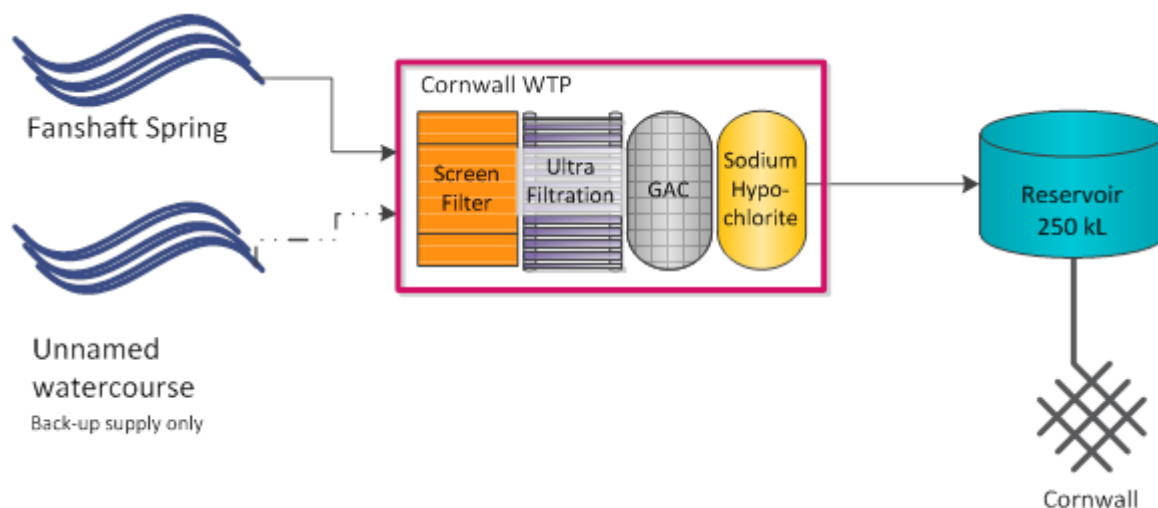 Fanshaft Spring
Unnamed
watercourse
Back-up supply only
Cornwall WTP
Screen
Filter
Ultra
Filtration
GAC
Sodium
Hypo-
chlorite
Reservoir
250 kL
Cornwall